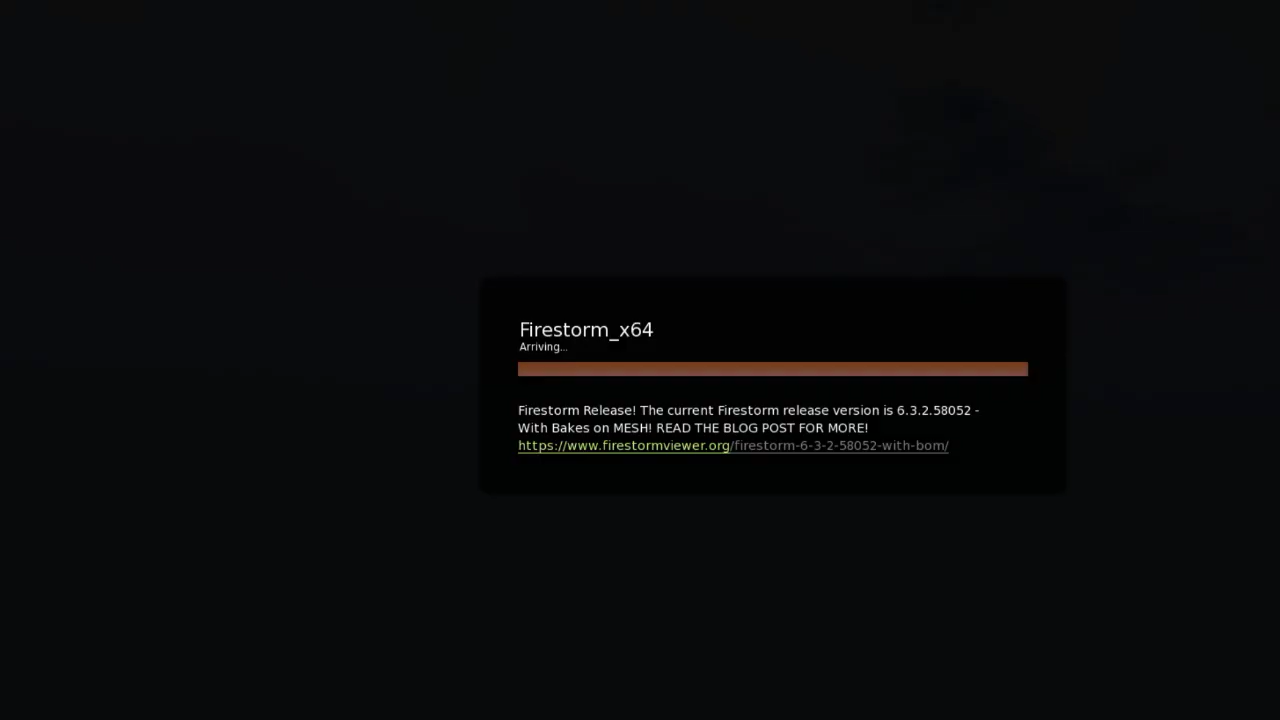 Firestorm_x64
Arriving...
Firestorm Release! The current Firestorm release version is 6.3.2.58052 -
With Bakes on MESH! READ THE BLOG POST FOR MORE!
https://www.firestormviewer.org/firestorm-6-3-2-58052-with-bom/